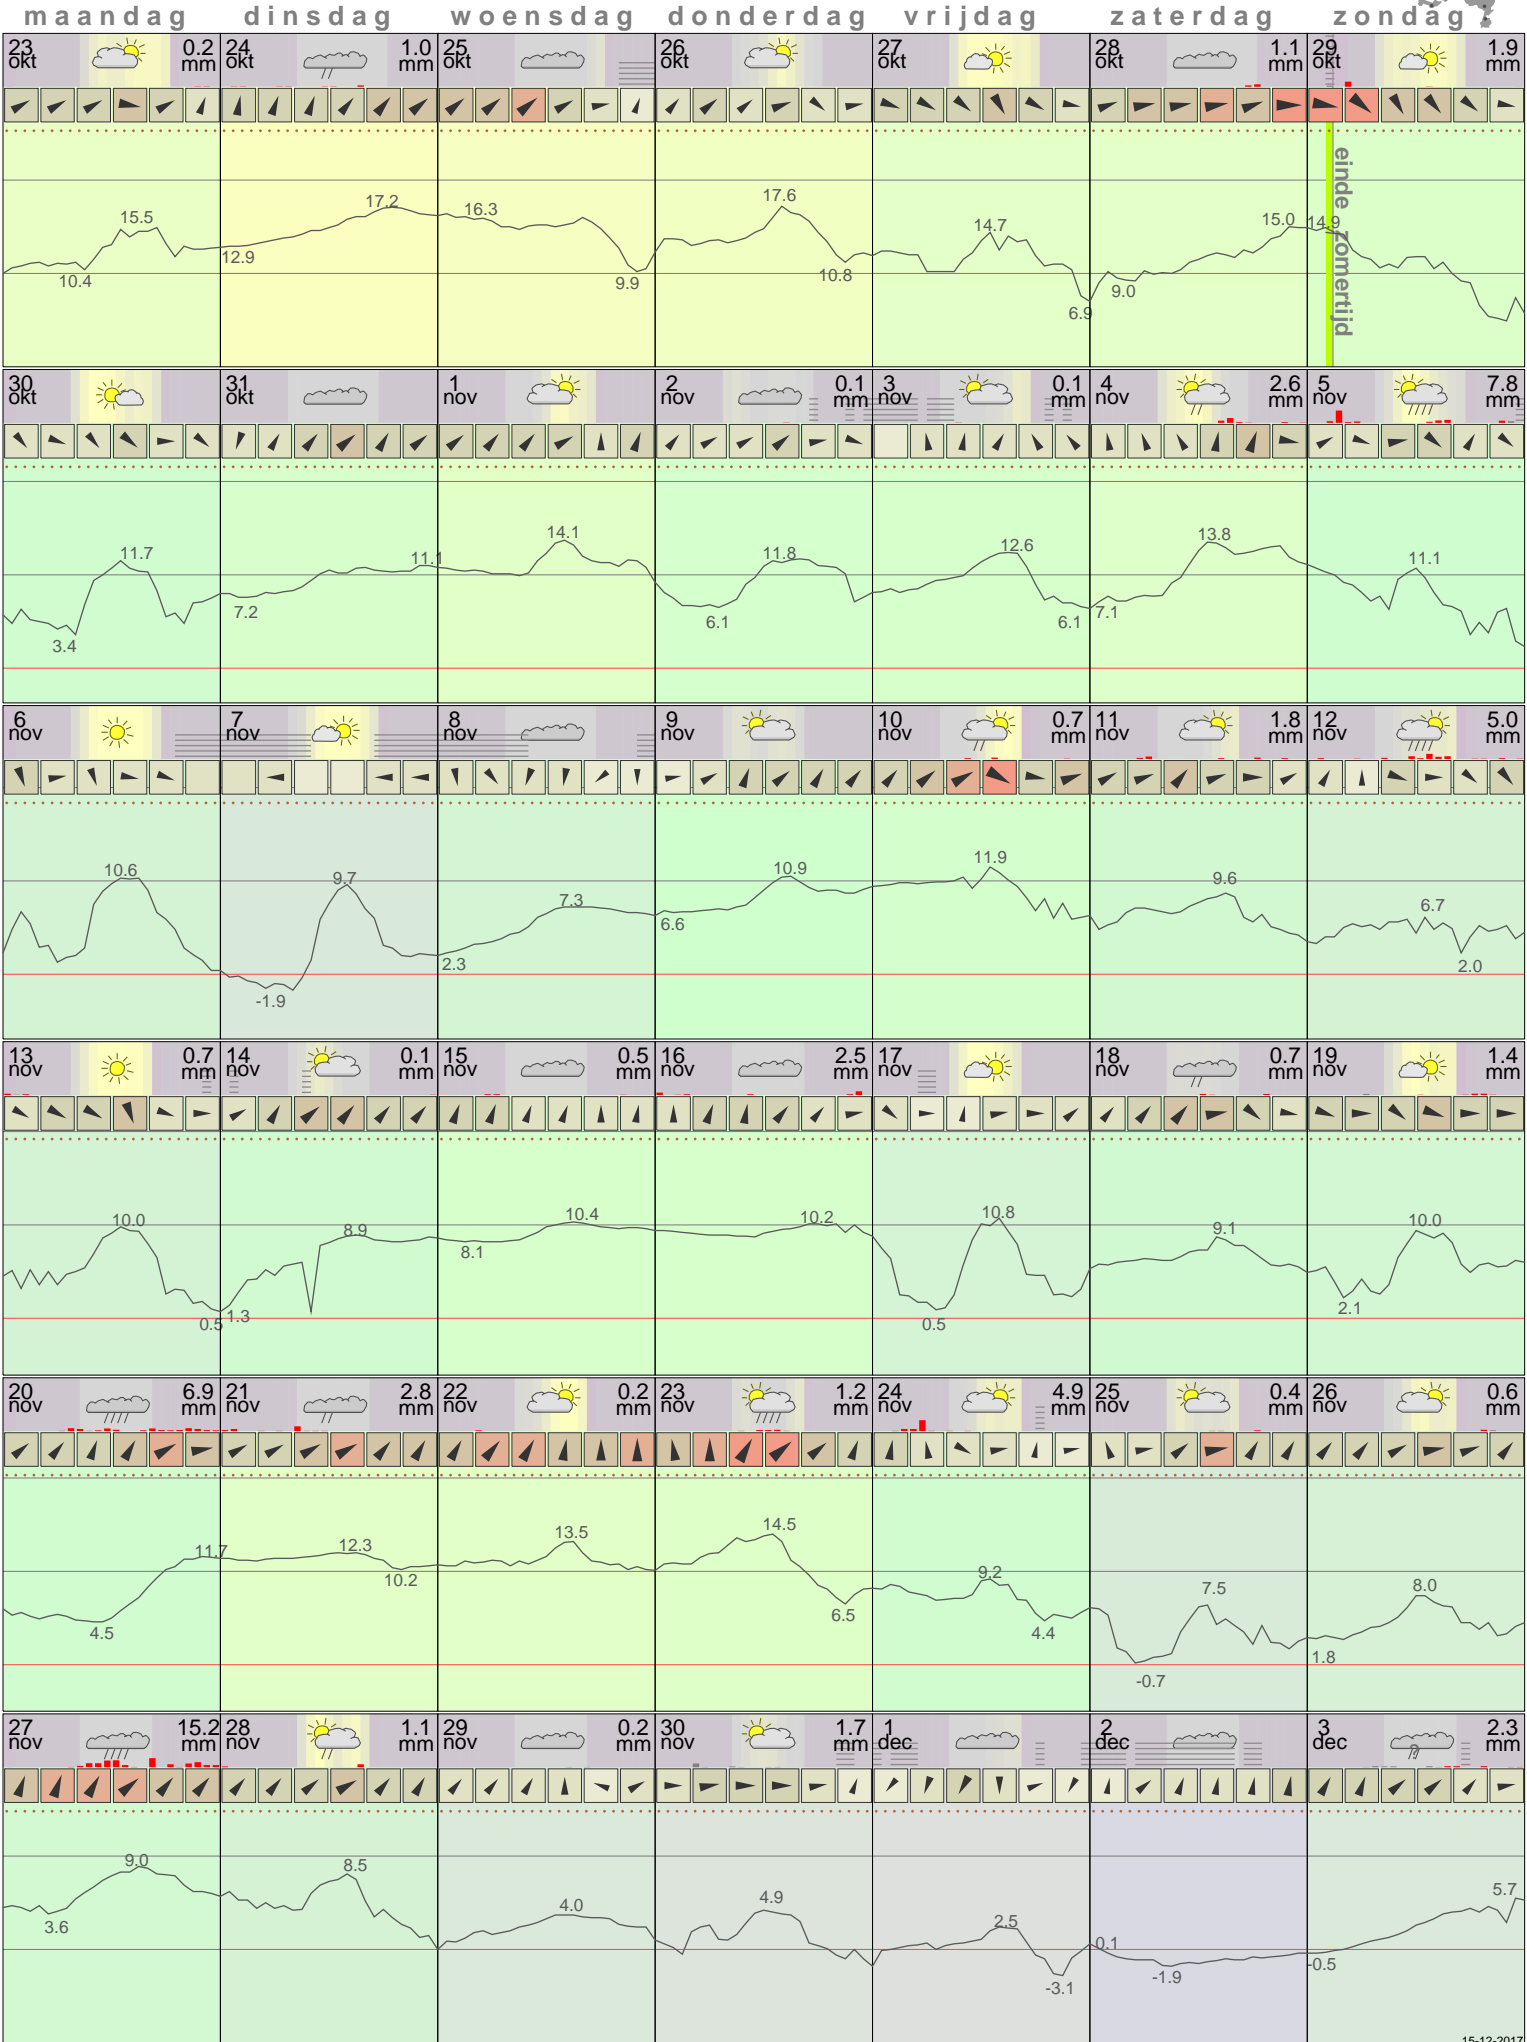 maandag dinsdag woensdag donderdag vrijdag zaterdag zondag
23 0.2 24 1.0 25 26 27 28 1.1 29 1.9
okt mm okt mm okt okt okt okt mm okt mm
15.5 10.4 12.9 17.2 16.3 9.9 17.6 10.8 14.7 6.9 9.0 15.0 14.9
einde zomertijd
30 31 1 2 0.1 3 0.1 4 2.6 5 7.8
okt okt nov nov mm nov mm nov mm nov mm
11.7 3.4 7.2 11.1 14.1 6.1 11.8 12.6 6.1 7.1 13.8 11.1
6 7 8 9 10 0.7 11 1.8 12 5.0
nov nov nov nov nov mm nov mm nov mm
10.6 -1.9 9.7 2.3 7.3 6.6 10.9 11.9 9.6 6.7 2.0
13 0.7 14 0.1 15 0.5 16 2.5 17 18 0.7 19 1.4
nov mm nov mm nov mm nov mm nov nov mm nov mm
10.0 0.5 1.3 8.9 8.1 10.4 10.2 0.5 10.8 9.1 2.1 10.0
20 6.9 21 2.8 22 0.2 23 1.2 24 4.9 25 0.4 26 0.6
nov mm nov mm nov mm nov mm nov mm nov mm nov mm
4.5 11.7 12.3 10.2 13.5 14.5 6.5 9.2 4.4 -0.7 7.5 1.8 8.0
27 15.2 28 1.1 29 0.2 30 1.7 1 2 3 2.3
nov mm nov mm nov mm nov mm dec dec dec mm
3.6 9.0 8.5 4.0 4.9 2.5 -3.1 0.1 -1.9 -0.5 5.7
15-12-2017